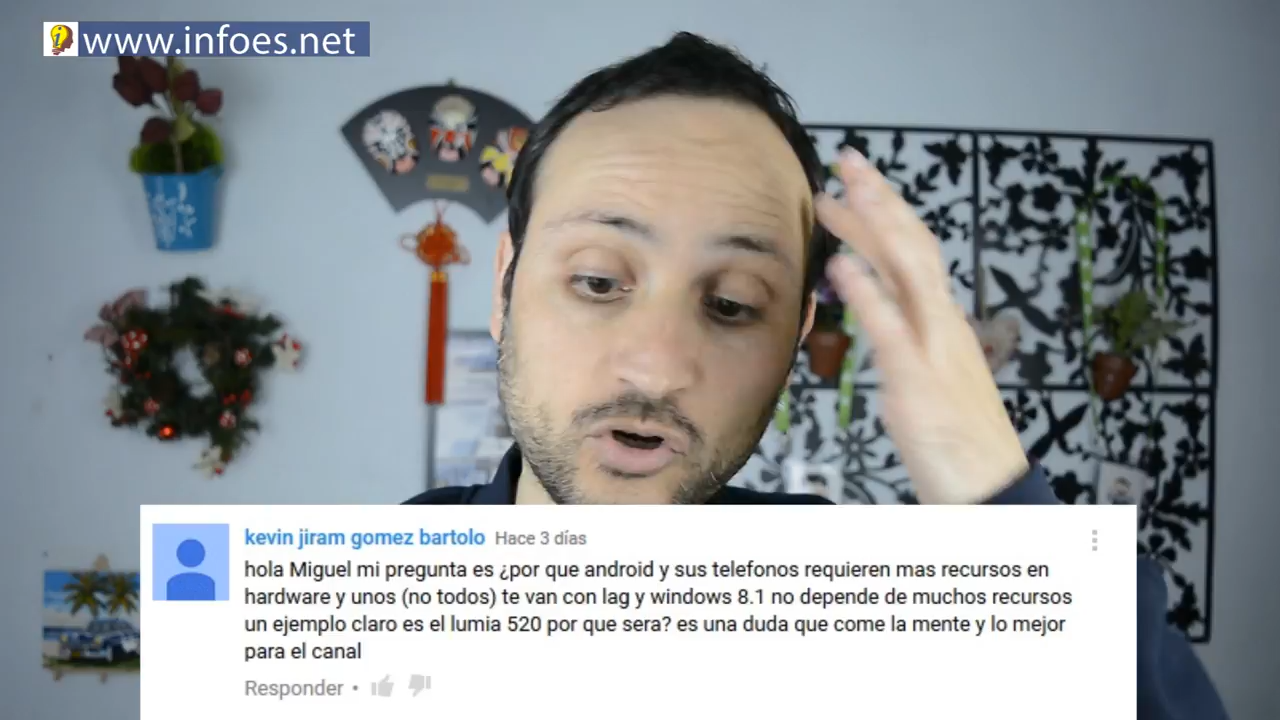 www.infoes.net
kevin jiram gomez bartolo Hace 3 días
hola Miguel mi pregunta es ¿por que android y sus telefonos requieren mas recursos en
hardware y unos (no todos) te van con lag y windows 8.1 no depende de muchos recursos
un ejemplo claro es el lumia 520 por que sera? es una duda que come la mente y lo mejor
para el canal
Responder •